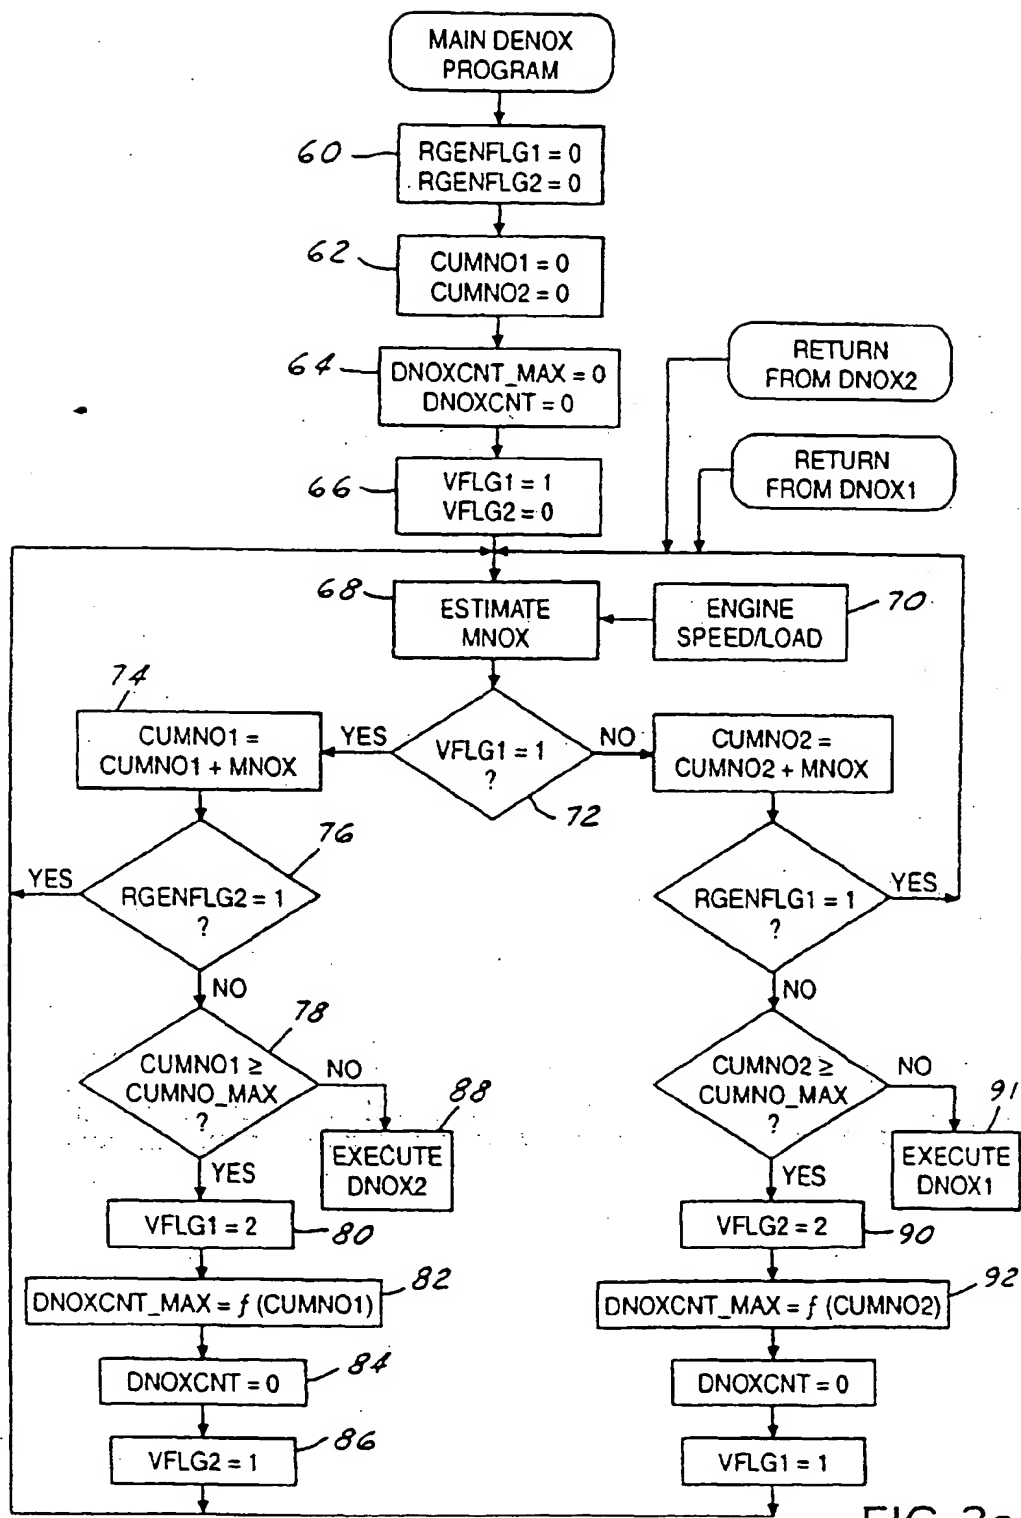 MAIN DENOX
PROGRAM
60
RGENFLG1 = 0
RGENFLG2 = 0
62
CUMNO1 = 0
CUMNO2 = 0
64
DNOXCNT_MAX = 0
DNOXCNT = 0
RETURN
FROM DNOX2
66
VFLG1 = 1
VFLG2 = 0
RETURN
FROM DNOX1
68
ESTIMATE
MNOX
ENGINE
SPEED/LOAD
70
74
CUMNO1 =
CUMNO1 + MNOX
YES
VFLG1 = 1
?
NO
72
CUMNO2 =
CUMNO2 + MNOX
76
YES
RGENFLG2 = 1
?
NO
RGENFLG1 = 1
?
YES
NO
78
CUMNO1 ≥
CUMNO_MAX
?
NO
88
EXECUTE
DNOX2
YES
CUMNO2 ≥
CUMNO_MAX
?
NO
91
EXECUTE
DNOX1
YES
VFLG1 = 2
80
VFLG2 = 2
90
DNOXCNT_MAX = f (CUMNO1)
82
DNOXCNT_MAX = f (CUMNO2)
92
DNOXCNT = 0
84
DNOXCNT = 0
VFLG2 = 1
86
VFLG1 = 1